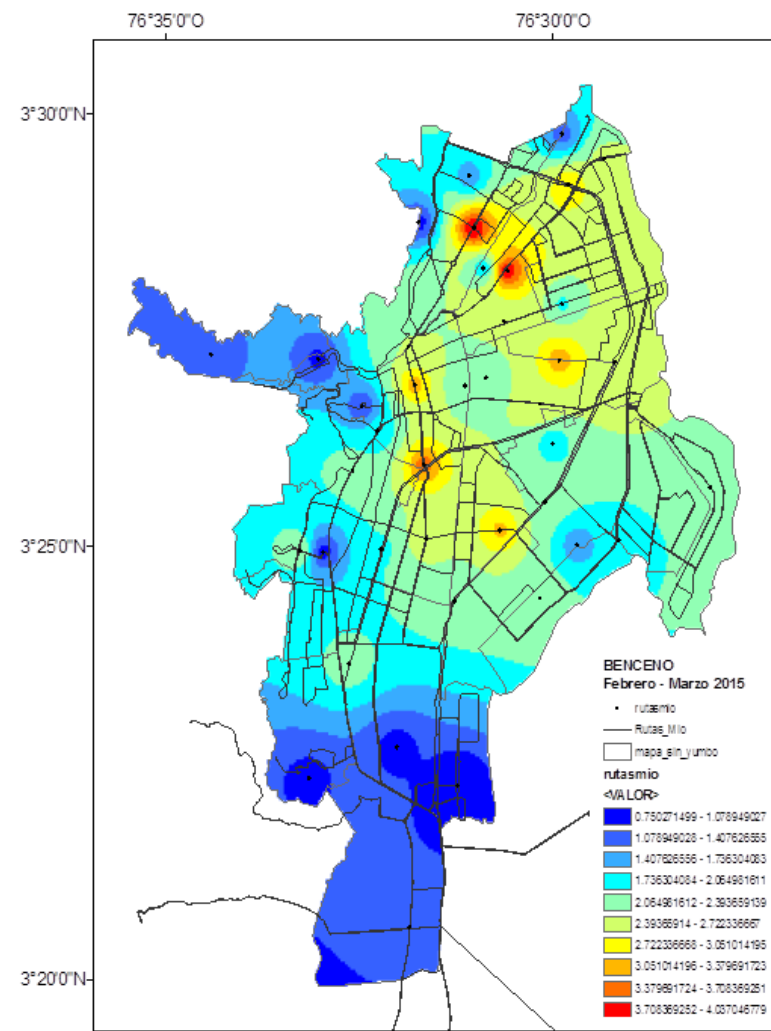 76°35'0"O
76°30'0"O
3°30'0"N
3°25'0"N
3°20'0"N
BENCENO
Febrero - Marzo 2015
rutasmio
Rutas_Mio
mapa_sin_yumbo
rutasmio
<VALOR>
0.750271499 - 1.078949027
1.078949028 - 1.407626555
1.407626556 - 1.736304083
1.736304084 - 2.064981611
2.064981612 - 2.393659139
2.39365914 - 2.722336667
2.722336668 - 3.051014195
3.051014196 - 3.379691723
3.379691724 - 3.708369251
3.708369252 - 4.037046779